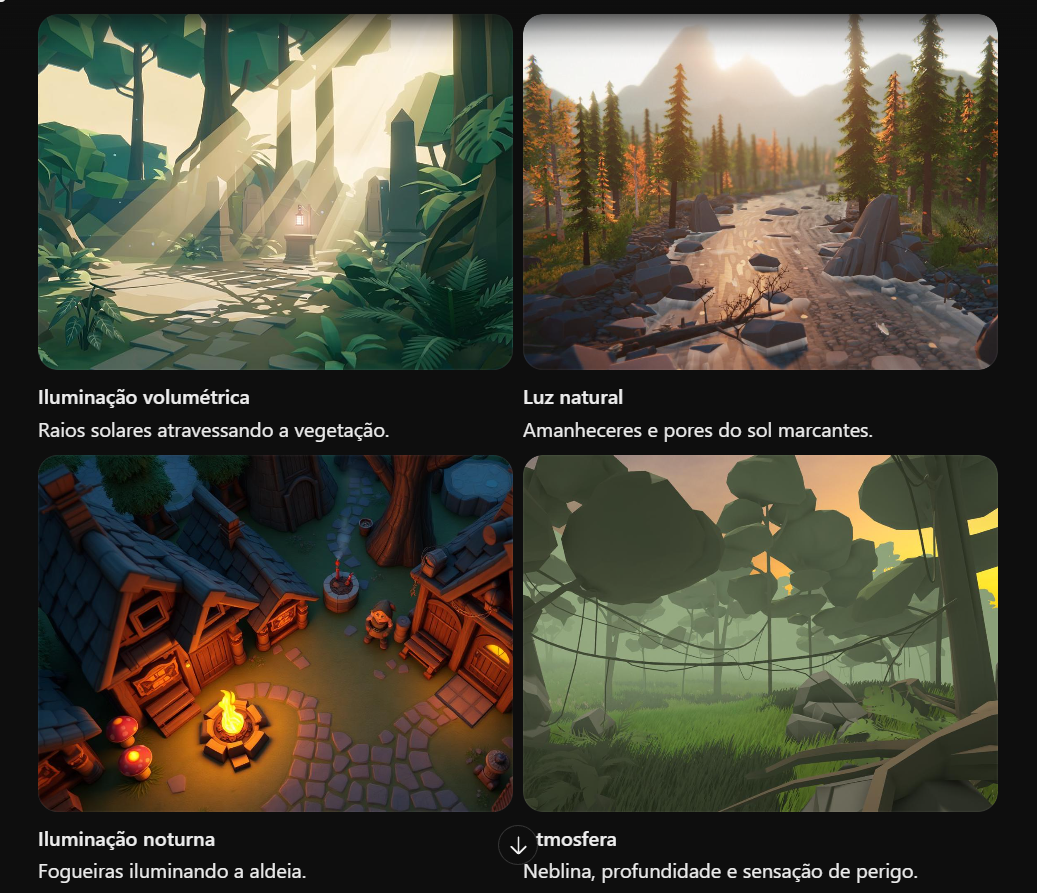 Iluminação volumétrica
Raios solares atravessando a vegetação.
Luz natural
Amanheceres e pores do sol marcantes.
Iluminação noturna
Fogueiras iluminando a aldeia.
tmosfera
Neblina, profundidade e sensação de perigo.